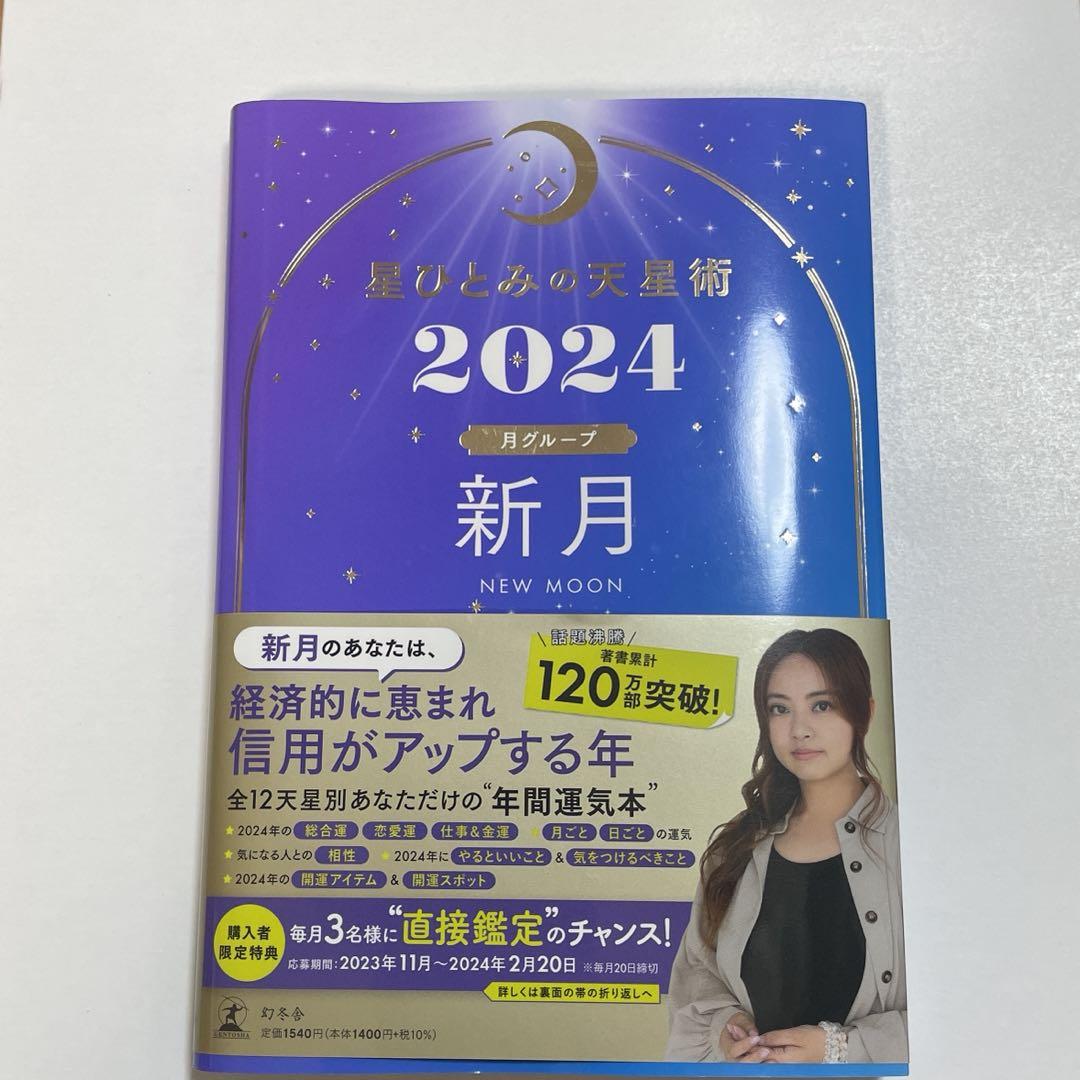 星ひとみの天星術
2024
月グループ
新月
NEW MOON
新月のあなたは、
経済的に恵まれ
信用がアップする年
話題沸騰
著書累計
120万部突破!
全12天星別あなただけの“年間運気本”
★2024年の 総合運 恋愛運 仕事&金運 ★月ごと 日ごと の運気
★気になる人との 相性 ★2024年に やるといいこと & 気をつけるべきこと
★2024年の 開運アイテム & 開運スポット
購入者
限定特典
毎月3名様に“直接鑑定”のチャンス!
応募期間:2023年11月〜2024年2月20日 ※毎月20日締切
詳しくは裏面の帯の折り返しへ
GENTOSHA
幻冬舎
定価1540円(本体1400円+税10%)